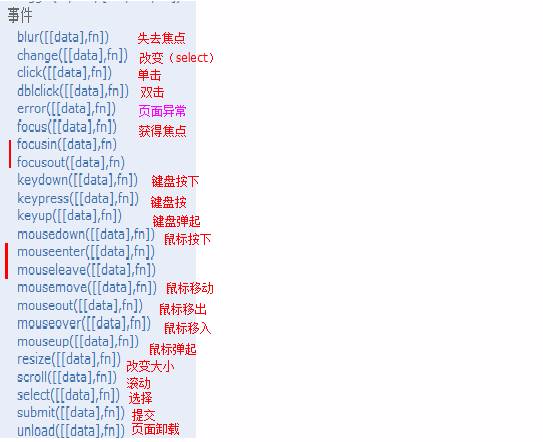 事件
blur([[data],fn]) 失去焦点
change([[data],fn]) 改变（select）
click([[data],fn]) 单击
dblclick([[data],fn]) 双击
error([[data],fn]) 页面异常
focus([[data],fn]) 获得焦点
focusin([data],fn)
focusout([data],fn)
keydown([[data],fn]) 键盘按下
keypress([[data],fn]) 键盘按
keyup([[data],fn]) 键盘弹起
mousedown([[data],fn]) 鼠标按下
mouseenter([[data],fn])
mouseleave([[data],fn])
mousemove([[data],fn]) 鼠标移动
mouseout([[data],fn]) 鼠标移出
mouseover([[data],fn]) 鼠标移入
mouseup([[data],fn]) 鼠标弹起
resize([[data],fn]) 改变大小
scroll([[data],fn]) 滚动
select([[data],fn]) 选择
submit([[data],fn]) 提交
unload([[data],fn]) 页面卸载